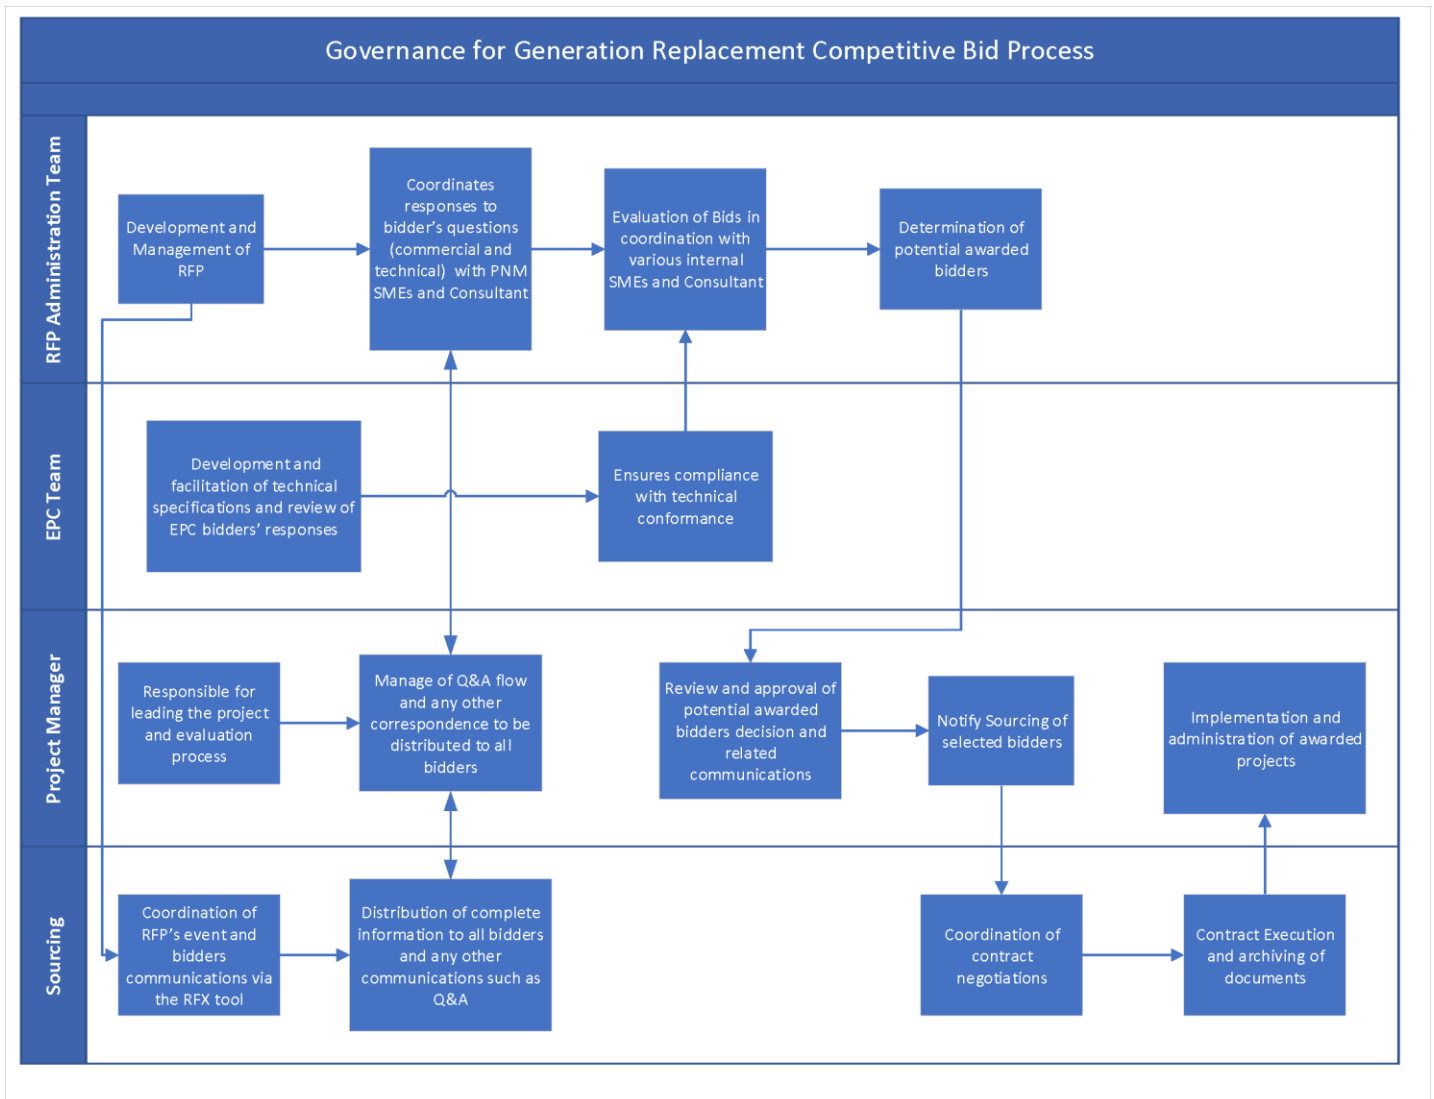 Governance for Generation Replacement Competitive Bid Process
RFP Administration Team
Development and
Management of
RFP
Coordinates
responses to
bidder's questions
(commercial and
technical) with PNM
SMEs and Consultant
Evaluation of Bids in
coordination with
various internal
SMEs and Consultant
Determination of
potential awarded
bidders
EPC Team
Development and
facilitation of technical
specifications and review of
EPC bidders' responses
Ensures compliance
with technical
conformance
Project Manager
Responsible for
leading the project
and evaluation
process
Manage of Q&A flow
and any other
correspondence to be
distributed to all
bidders
Review and approval of
potential awarded
bidders decision and
related
communications
Notify Sourcing of
selected bidders
Implementation and
administration of awarded
projects
Sourcing
Coordination of
RFP's event and
bidders
communications via
the RFX tool
Distribution of complete
information to all bidders
and any other
communications such as
Q&A
Coordination of
contract
negotiations
Contract Execution
and archiving of
documents